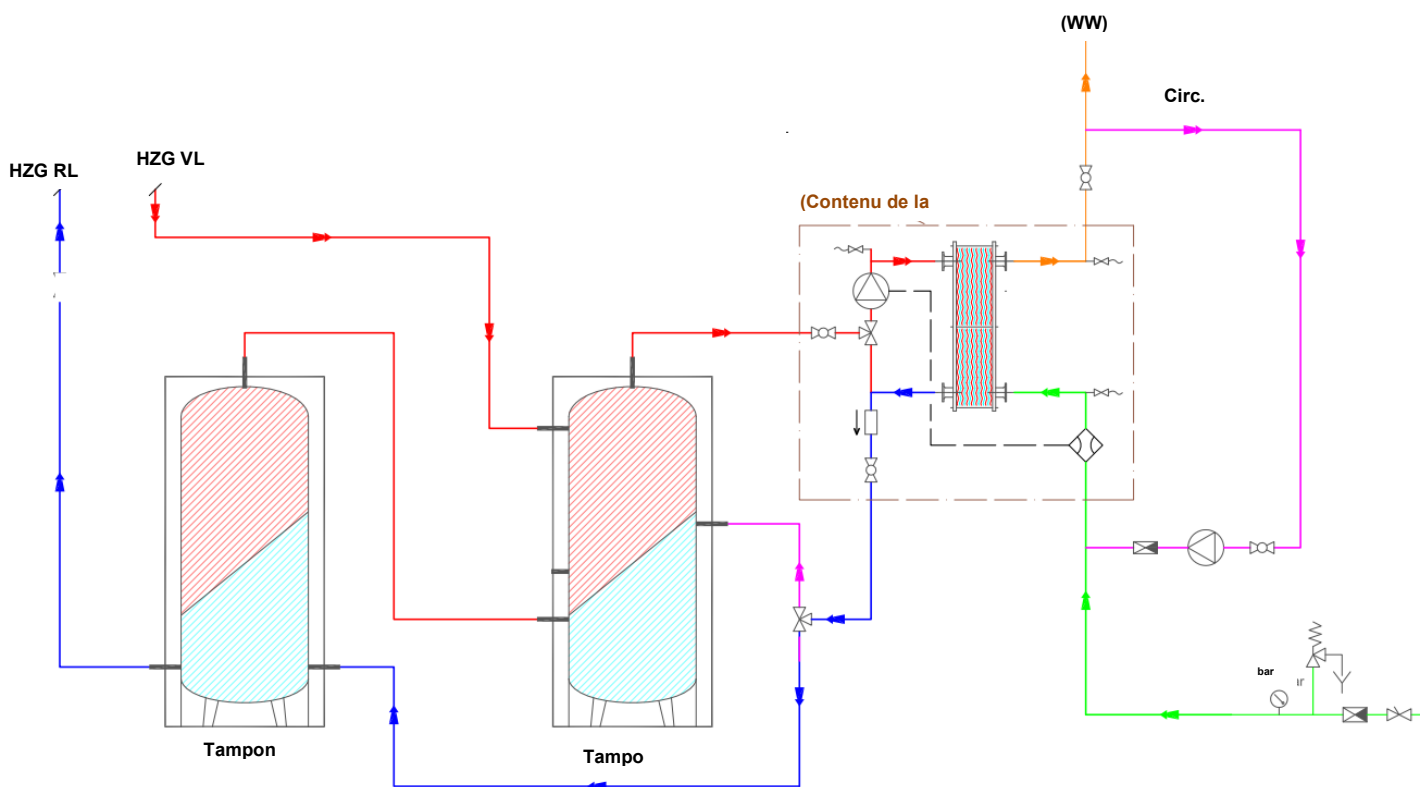 (WW)
Circ.
HZG VL
HZG RL
(Contenu de la
bar
Tampon
Tampo